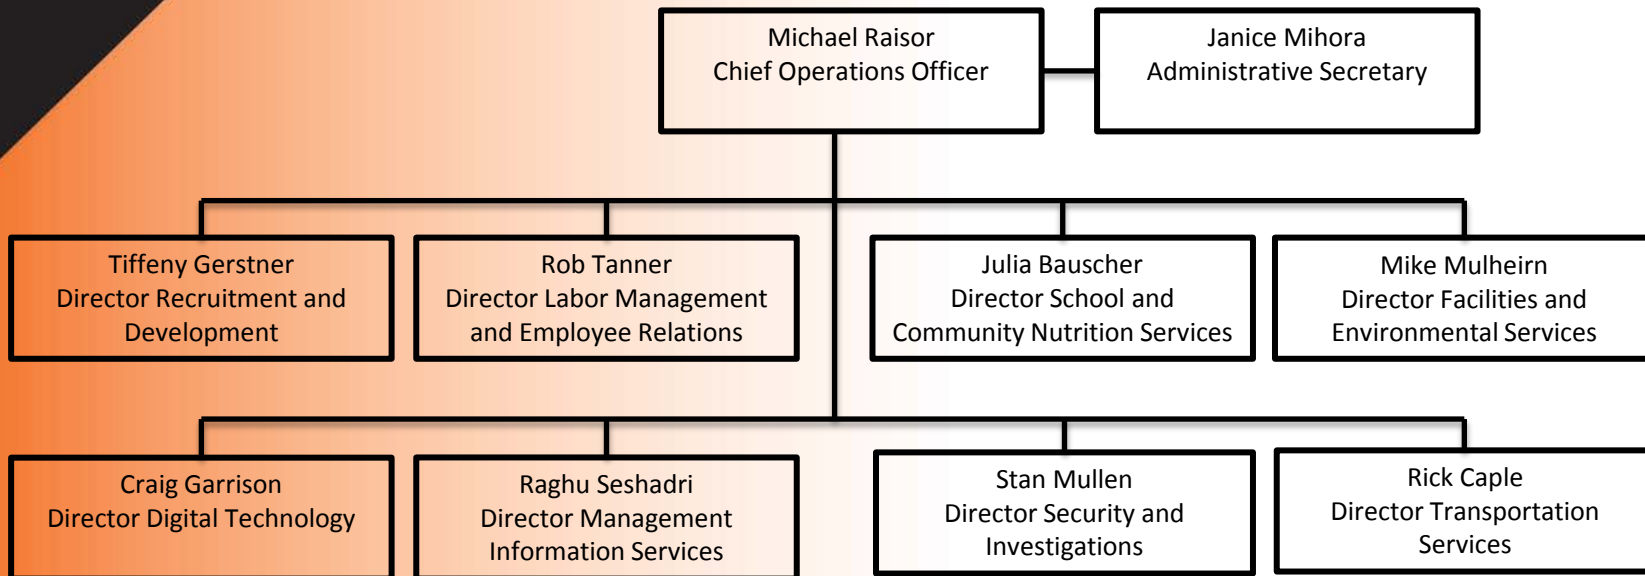 Michael Raisor
Chief Operations Officer
Janice Mihora
Administrative Secretary
Tiffeny Gerstner
Director Recruitment and
Development
Rob Tanner
Director Labor Management
and Employee Relations
Julia Bauscher
Director School and
Community Nutrition Services
Mike Mulheirn
Director Facilities and
Environmental Services
Craig Garrison
Director Digital Technology
Raghu Seshadri
Director Management
Information Services
Stan Mullen
Director Security and
Investigations
Rick Caple
Director Transportation
Services